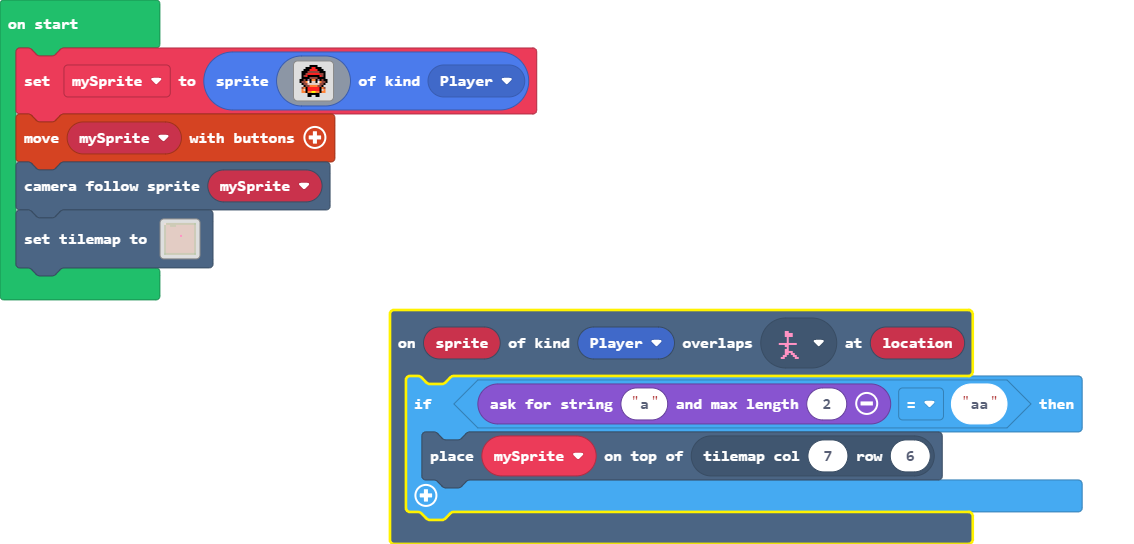 on start
set mySprite to sprite of kind Player
move mySprite with buttons
camera follow sprite mySprite
set tilemap to
on sprite of kind Player overlaps at location
if ask for string "a" and max length 2 = "aa" then
place mySprite on top of tilemap col 7 row 6